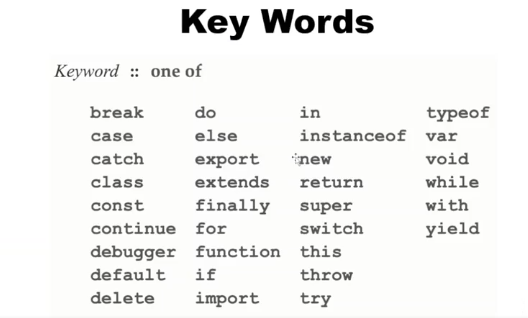 Key Words
Keyword :: one of
break do in typeof
case else instanceof var
catch export new void
class extends return while
const finally super with
continue for switch yield
debugger function this
default if throw
delete import try